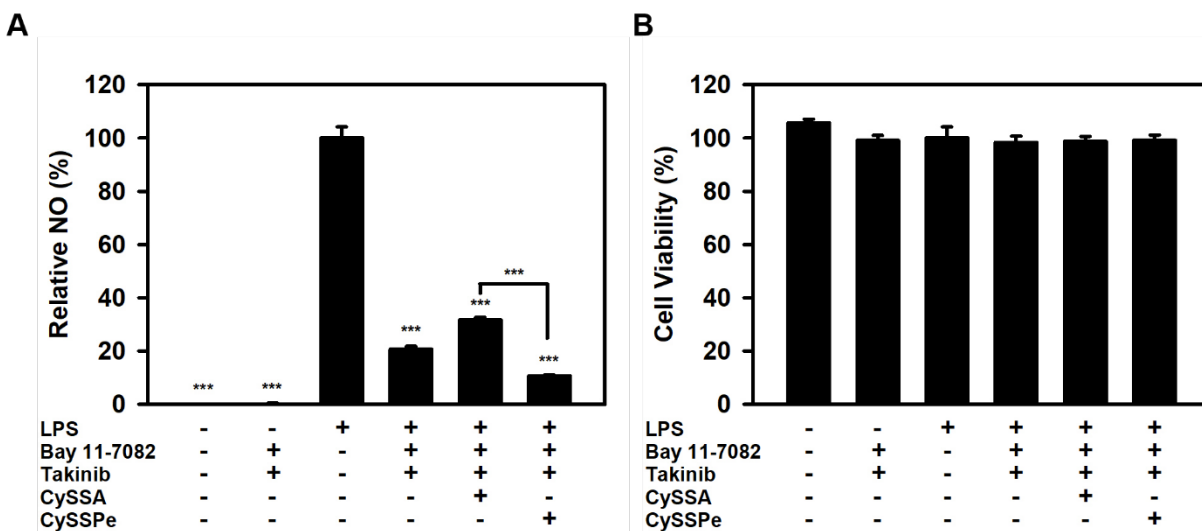 A
Relative NO (%)
120
100
80
60
40
20
0
***
***
***
***
***
***
LPS - - + + + +
Bay 11-7082 - + - + + +
Takinib - + - + + +
CySSA - - - - + -
CySSPe - - - - - +
B
Cell Viability (%)
120
100
80
60
40
20
0
LPS - - + + + +
Bay 11-7082 - + - + + +
Takinib - + - + + +
CySSA - - - - + -
CySSPe - - - - - +